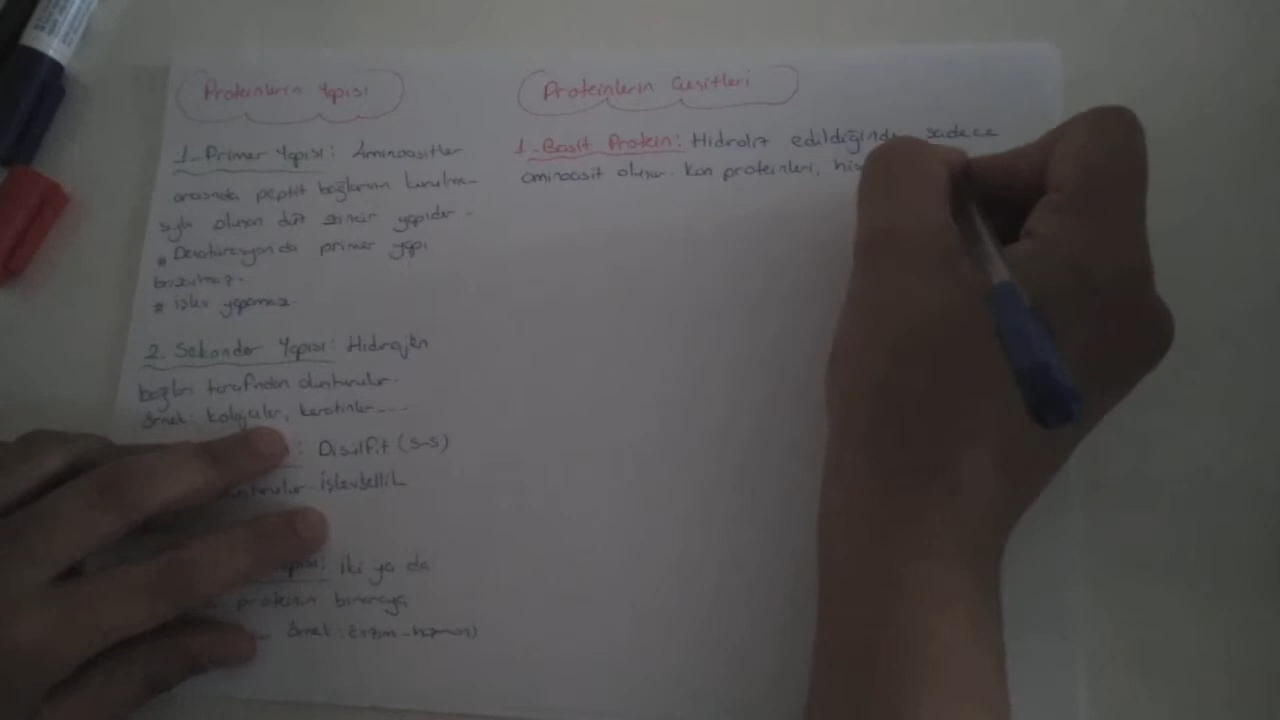 Proteinlerin Yapısı
1-Primer Yapısı: Aminoasitler
arasında peptit bağlarının kurulma-
sıyla oluşan düz zincir yapıdır.
* Denatürasyonda primer yapı
bozulmaz.
* işlev yapamaz.
2. Sekonder Yapısı: Hidrojen
bağları tarafından oluşturulur.
Örnek: kolajenler, keratinler....
: Disülfit (s-s)
işlevsellik
İki ya da
proteinin biraraya
Örnek: Enzim-hormon)
Proteinlerin Çeşitleri
1-Basit Protein: Hidroliz edildiğinde sadece
aminoasit oluşur. Kan proteinleri, his